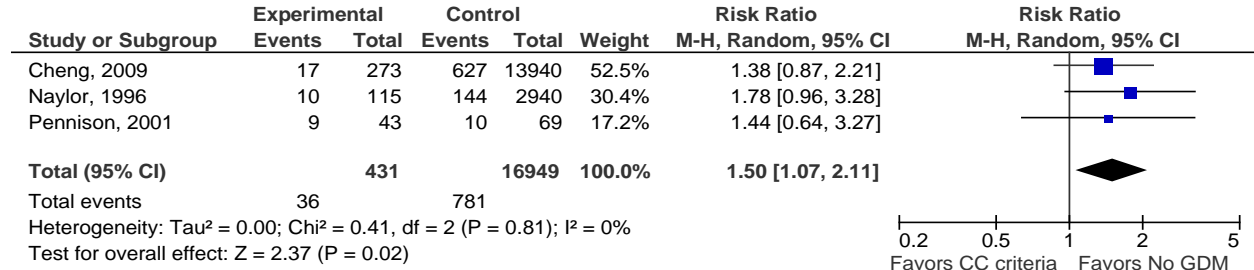 Experimental Control Risk Ratio Risk Ratio
Study or Subgroup Events Total Events Total Weight M-H, Random, 95% CI M-H, Random, 95% CI
Cheng, 2009 17 273 627 13940 52.5% 1.38 [0.87, 2.21]
Naylor, 1996 10 115 144 2940 30.4% 1.78 [0.96, 3.28]
Pennison, 2001 9 43 10 69 17.2% 1.44 [0.64, 3.27]
Total (95% CI) 431 16949 100.0% 1.50 [1.07, 2.11]
Total events 36 781
Heterogeneity: Tau² = 0.00; Chi² = 0.41, df = 2 (P = 0.81); I² = 0%
Test for overall effect: Z = 2.37 (P = 0.02)
0.2 0.5 1 2 5
Favors CC criteria Favors No GDM